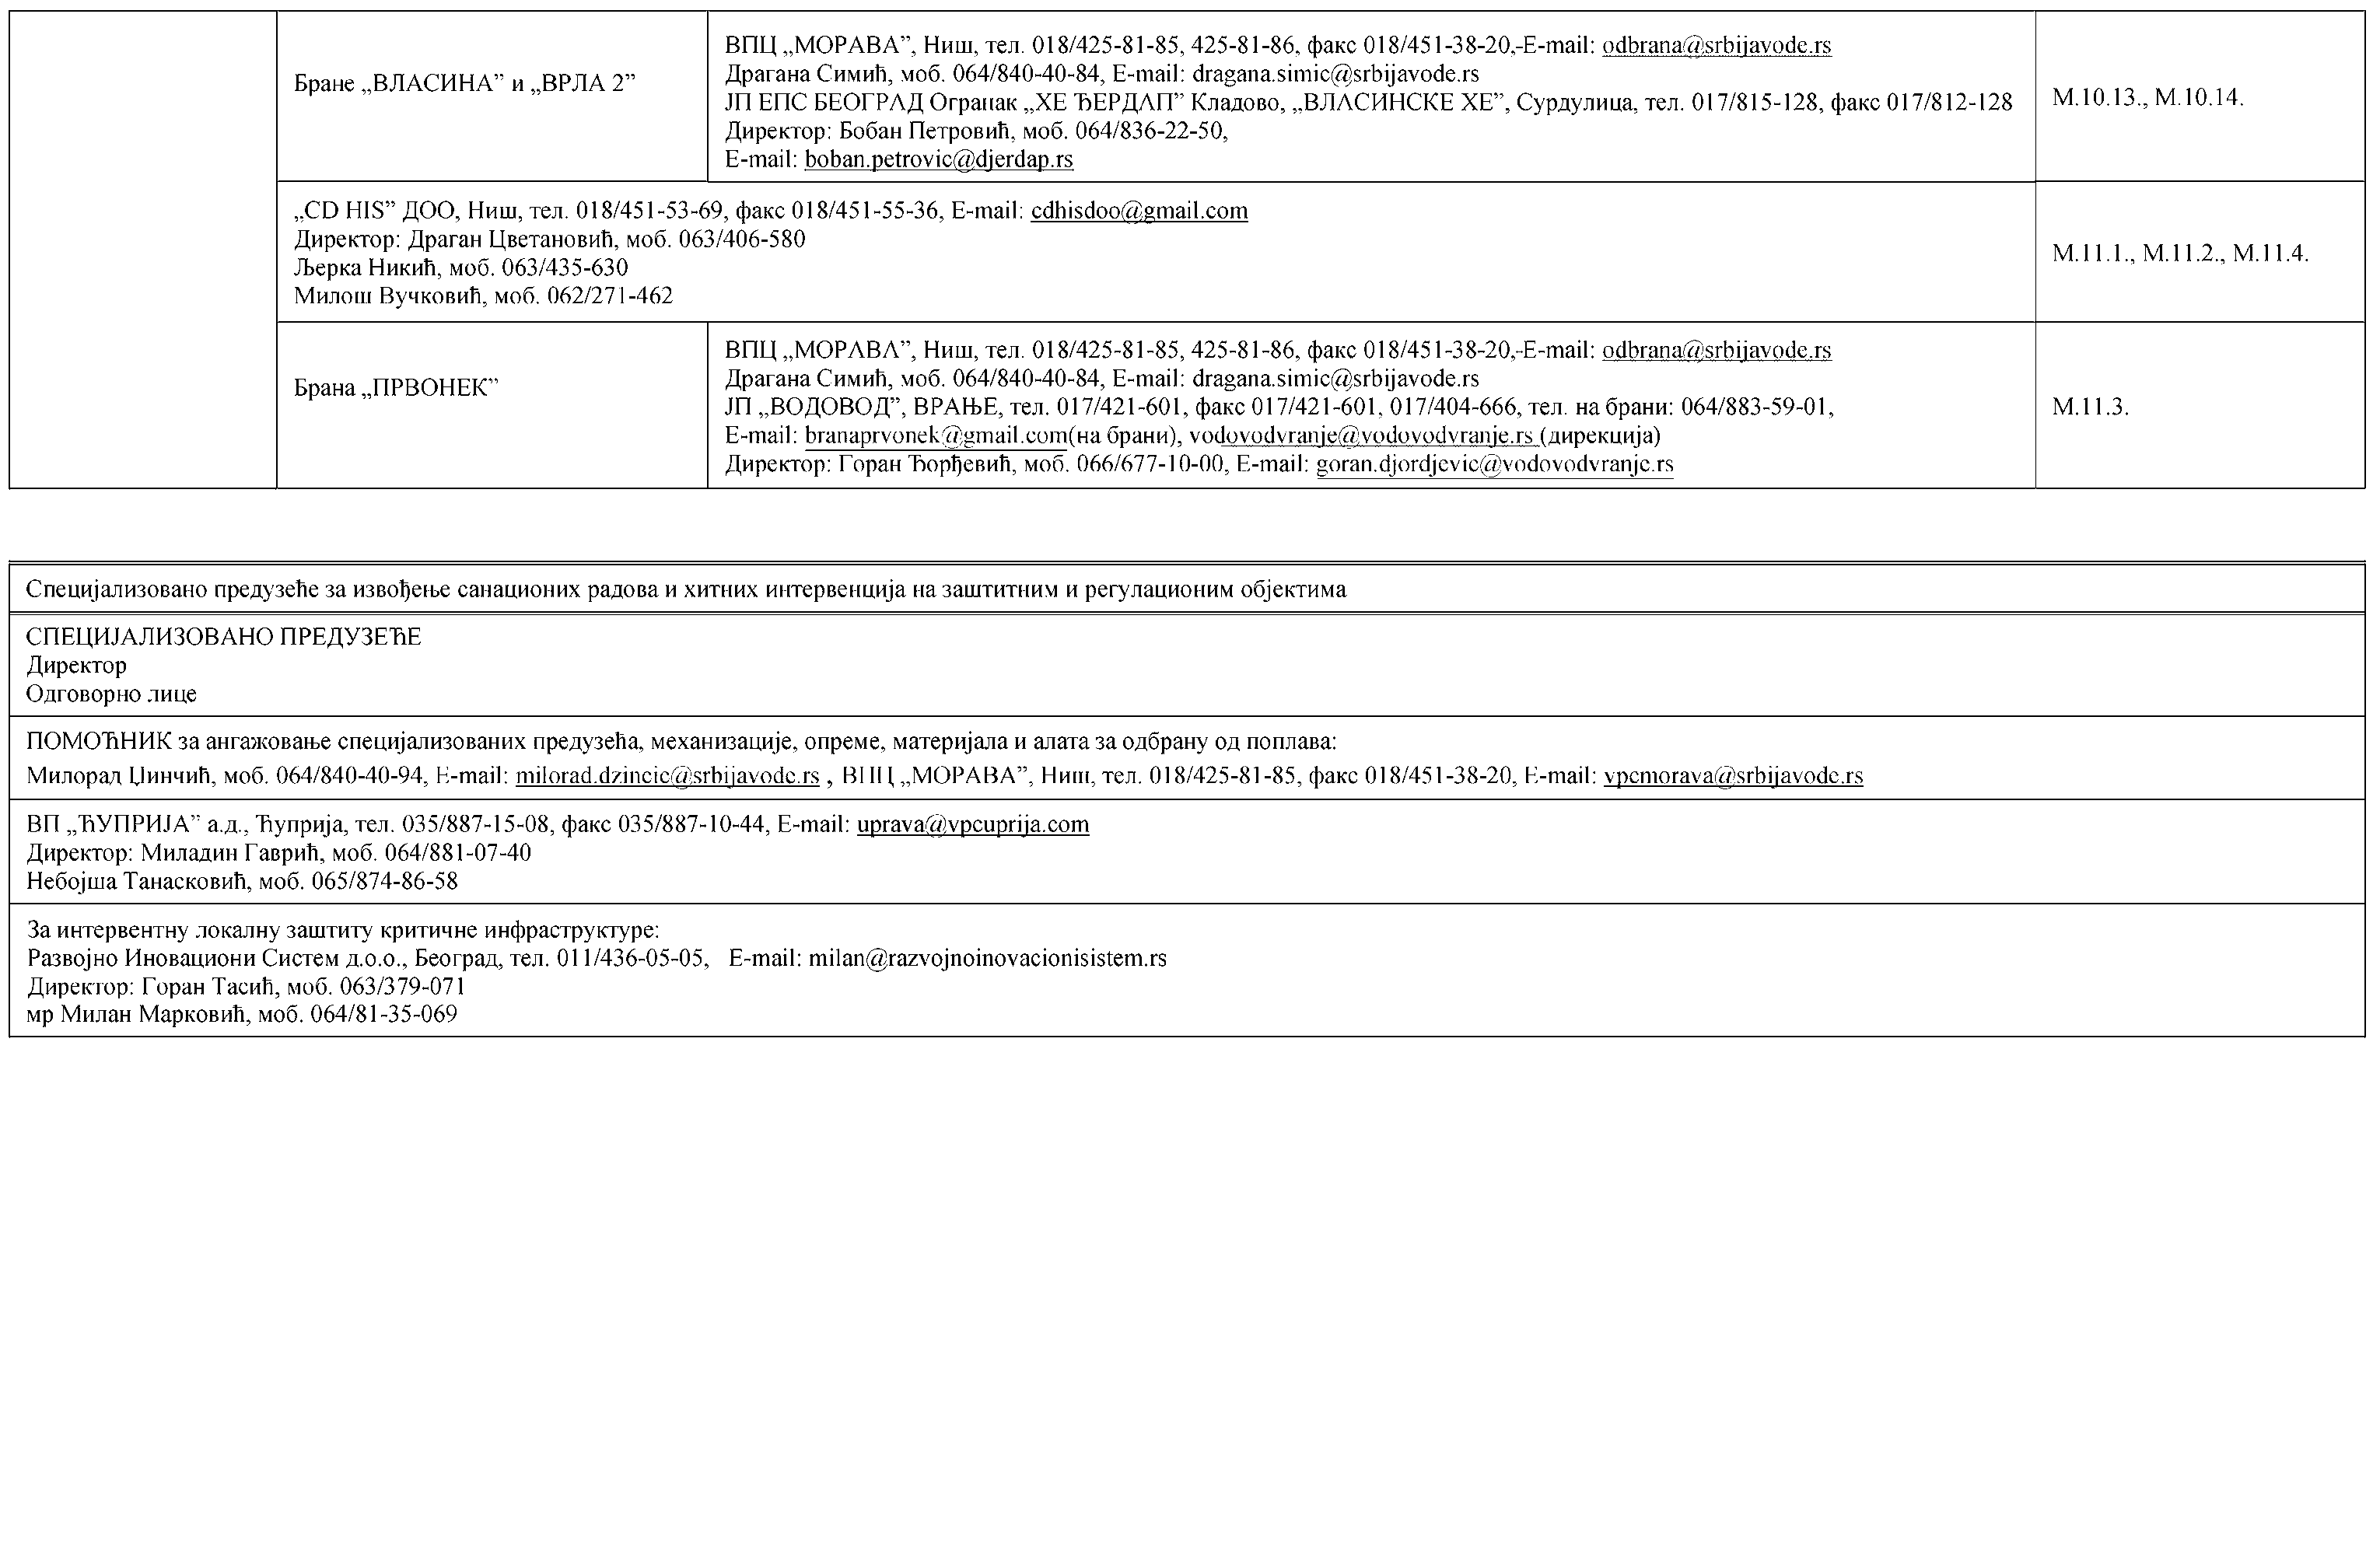 Бране „ВЛАСИНА” и „ВРЛА 2”
ВПЦ „МОРАВА”, Ниш, тел. 018/425-81-85, 425-81-86, факс 018/451-38-20,-E-mail: odbrana@srbijavode.rs
Драгана Симић, моб. 064/840-40-84, E-mail: dragana.simic@srbijavode.rs
ЈП ЕПС БЕОГРАД Огранак „ХЕ ЂЕРДАП” Кладово, „ВЛАСИНСКЕ ХЕ”, Сурдулица, тел. 017/815-128, факс 017/812-128
Директор: Бобан Петровић, моб. 064/836-22-50,
E-mail: boban.petrovic@djerdap.rs
М.10.13., М.10.14.
„CD HIS” ДОО, Ниш, тел. 018/451-53-69, факс 018/451-55-36, E-mail: cdhisdoo@gmail.com
Директор: Драган Цветановић, моб. 063/406-580
Љерка Никић, моб. 063/435-630
Милош Вучковић, моб. 062/271-462
М.11.1., М.11.2., М.11.4.
Брана „ПРВОНЕК”
ВПЦ „МОРАВА”, Ниш, тел. 018/425-81-85, 425-81-86, факс 018/451-38-20,-E-mail: odbrana@srbijavode.rs
Драгана Симић, моб. 064/840-40-84, E-mail: dragana.simic@srbijavode.rs
ЈП „ВОДОВОД”, ВРАЊЕ, тел. 017/421-601, факс 017/421-601, 017/404-666, тел. на брани: 064/883-59-01,
E-mail: branaprvonek@gmail.com(на брани), vodovodvranje@vodovodvranje.rs (дирекција)
Директор: Горан Ђорђевић, моб. 066/677-10-00, E-mail: goran.djordjevic@vodovodvranje.rs
М.11.3.
Специјализовано предузеће за извођење санационих радова и хитних интервенција на заштитним и регулационим објектима
СПЕЦИЈАЛИЗОВАНО ПРЕДУЗЕЋЕ
Директор
Одговорно лице
ПОМОЋНИК за ангажовање специјализованих предузећа, механизације, опреме, материјала и алата за одбрану од поплава:
Милорад Џинчић, моб. 064/840-40-94, E-mail: milorad.dzincic@srbijavode.rs , ВПЦ „МОРАВА”, Ниш, тел. 018/425-81-85, факс 018/451-38-20, E-mail: vpcmorava@srbijavode.rs
ВП „ЋУПРИЈА” а.д., Ћуприја, тел. 035/887-15-08, факс 035/887-10-44, E-mail: uprava@vpcuprija.com
Директор: Миладин Гаврић, моб. 064/881-07-40
Небојша Танасковић, моб. 065/874-86-58
За интервентну локалну заштиту критичне инфраструктуре:
Развојно Иновациони Систем д.о.о., Београд, тел. 011/436-05-05, E-mail: milan@razvojnoinovacionisistem.rs
Директор: Горан Тасић, моб. 063/379-071
мр Милан Марковић, моб. 064/81-35-069